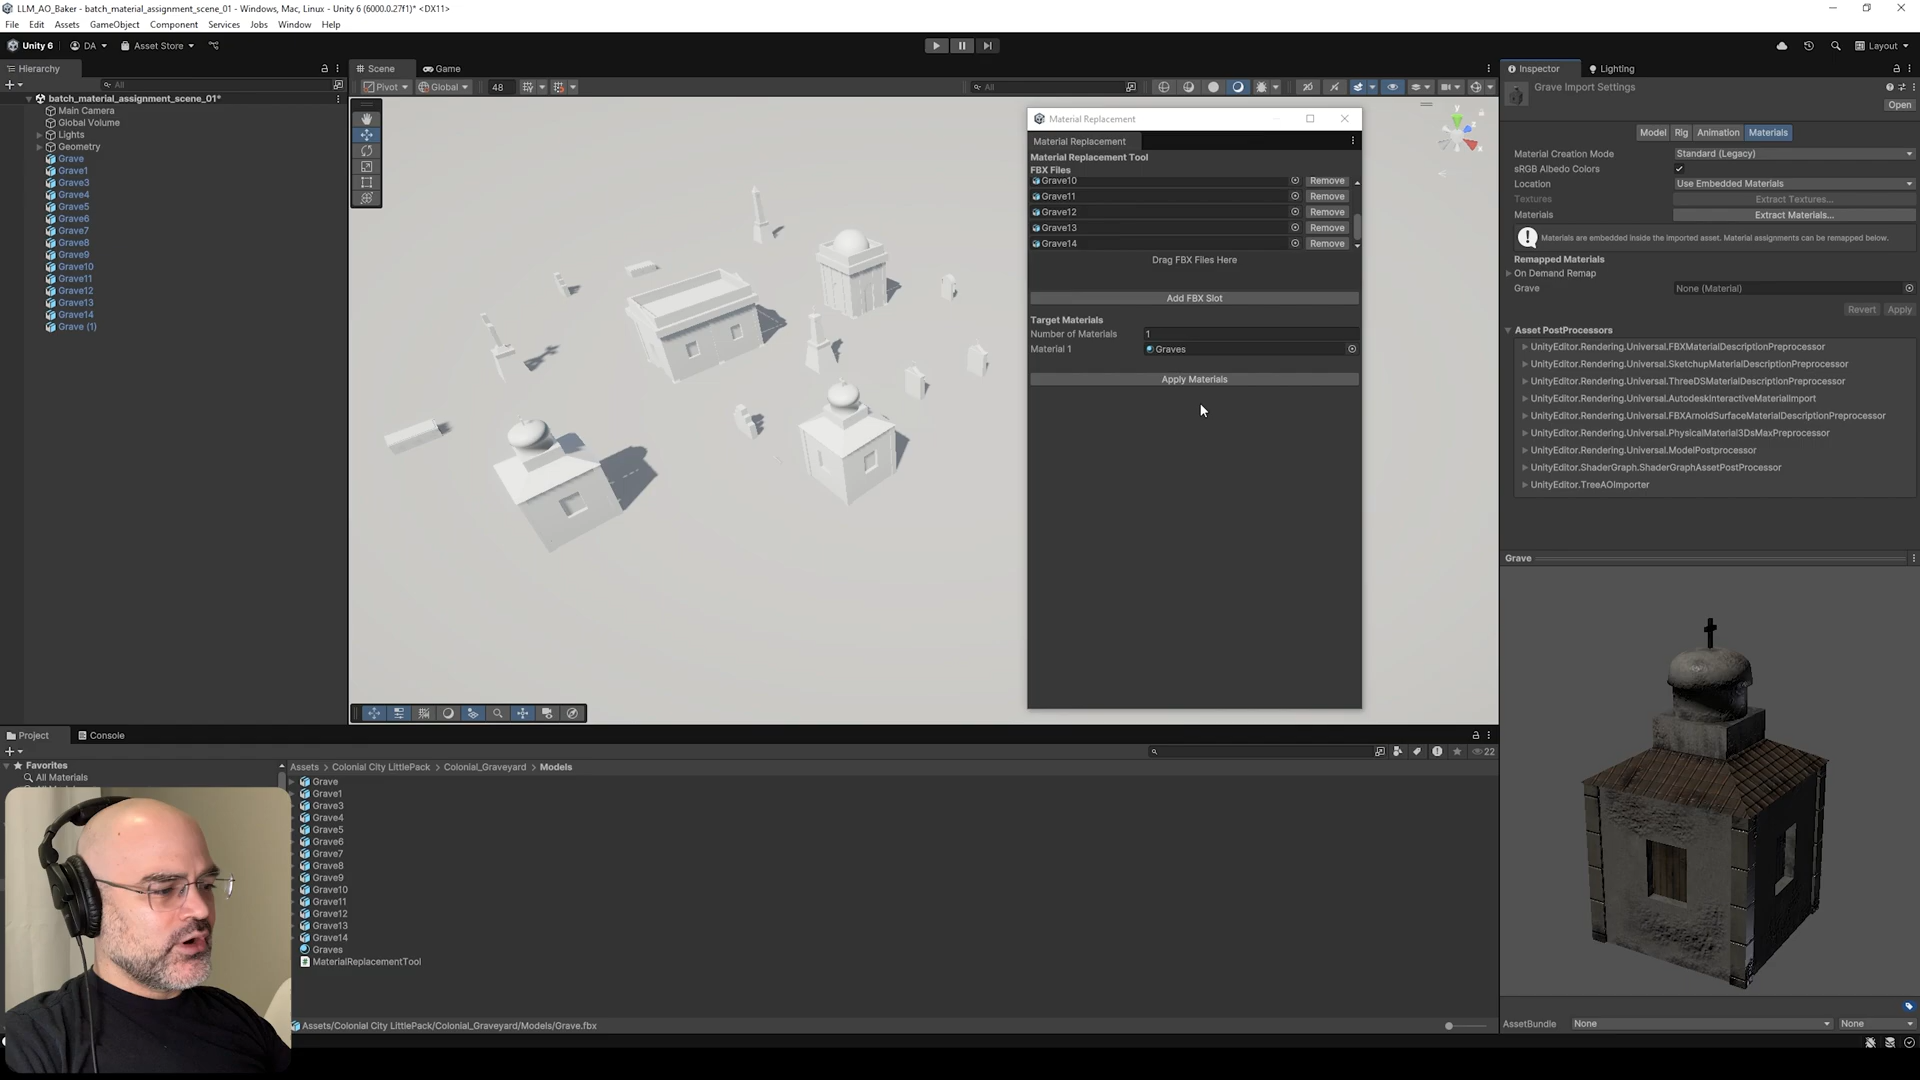 LLM_AO_Baker - batch_material_assignment_scene_01 - Windows, Mac, Linux - Unity 6 (6000.0.27f1)* <DX11>
File Edit Assets GameObject Component Services Jobs Window Help
Unity 6 DA Asset Store Layout
Hierarchy
All
batch_material_assignment_scene_01*
Main Camera
Global Volume
Lights
Geometry
Grave
Grave1
Grave3
Grave4
Grave5
Grave6
Grave7
Grave8
Grave9
Grave10
Grave11
Grave12
Grave13
Grave14
Grave (1)
Scene Game
Pivot Global 48 All
Material Replacement
Material Replacement
Material Replacement Tool
FBX Files
Grave10 Remove
Grave11 Remove
Grave12 Remove
Grave13 Remove
Grave14 Remove
Drag FBX Files Here
Add FBX Slot
Target Materials
Number of Materials 1
Material 1 Graves
Apply Materials
Inspector Lighting
Grave Import Settings
Open
Model Rig Animation Materials
Material Creation Mode Standard (Legacy)
sRGB Albedo Colors
Location Use Embedded Materials
Textures Extract Textures...
Materials Extract Materials...
Materials are embedded inside the imported asset. Material assignments can be remapped below.
Remapped Materials
On Demand Remap
Grave None (Material)
Revert Apply
Asset PostProcessors
UnityEditor.Rendering.Universal.FBXMaterialDescriptionPreprocessor
UnityEditor.Rendering.Universal.SketchupMaterialDescriptionPreprocessor
UnityEditor.Rendering.Universal.ThreeDSMaterialDescriptionPreprocessor
UnityEditor.Rendering.Universal.AutodeskInteractiveMaterialImport
UnityEditor.Rendering.Universal.FBXArnoldSurfaceMaterialDescriptionPreprocessor
UnityEditor.Rendering.Universal.PhysicalMaterial3DsMaxPreprocessor
UnityEditor.Rendering.Universal.ModelPostprocessor
UnityEditor.ShaderGraph.ShaderGraphAssetPostProcessor
UnityEditor.TreeAOImporter
Grave
AssetBundle None None
Project Console
22
Favorites
All Materials
Assets > Colonial City LittlePack > Colonial_Graveyard > Models
Grave
Grave1
Grave3
Grave4
Grave5
Grave6
Grave7
Grave8
Grave9
Grave10
Grave11
Grave12
Grave13
Grave14
Graves
MaterialReplacementTool
Assets/Colonial City LittlePack/Colonial_Graveyard/Models/Grave.fbx